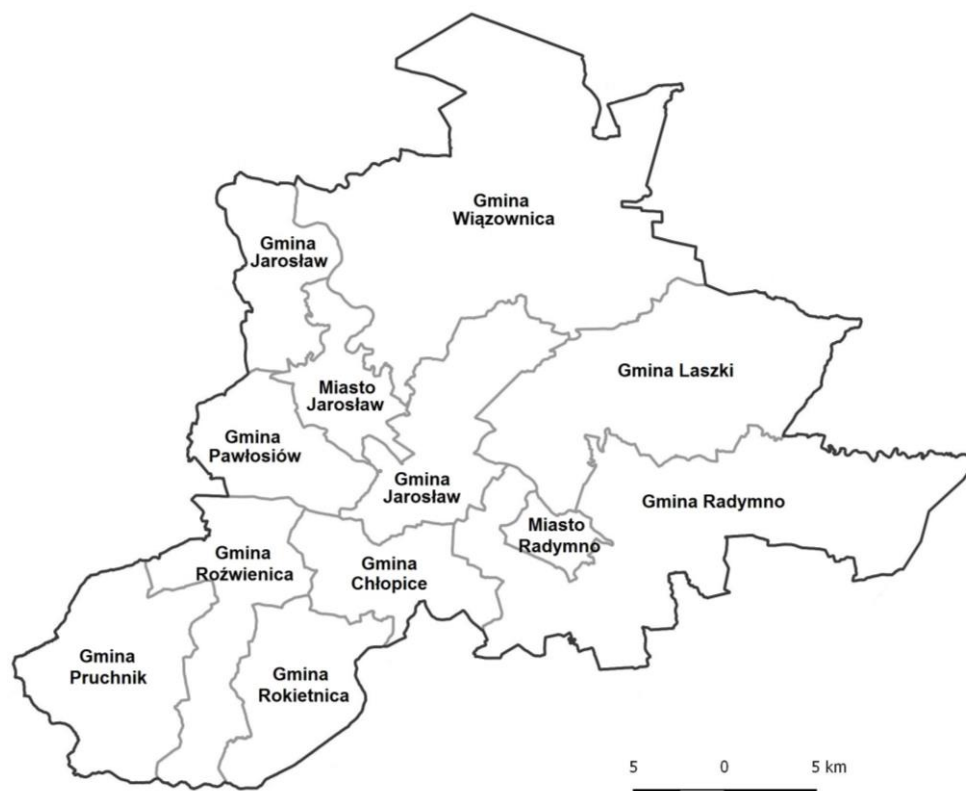 Gmina
Wiązownica
Gmina
Jarosław
Gmina Laszki
Miasto
Jarosław
Gmina
Pawłosiów
Gmina
Jarosław
Gmina Radymno
Miasto
Radymno
Gmina
Roźwienica
Gmina
Chłopice
Gmina
Pruchnik
Gmina
Rokietnica
5 0 5 km